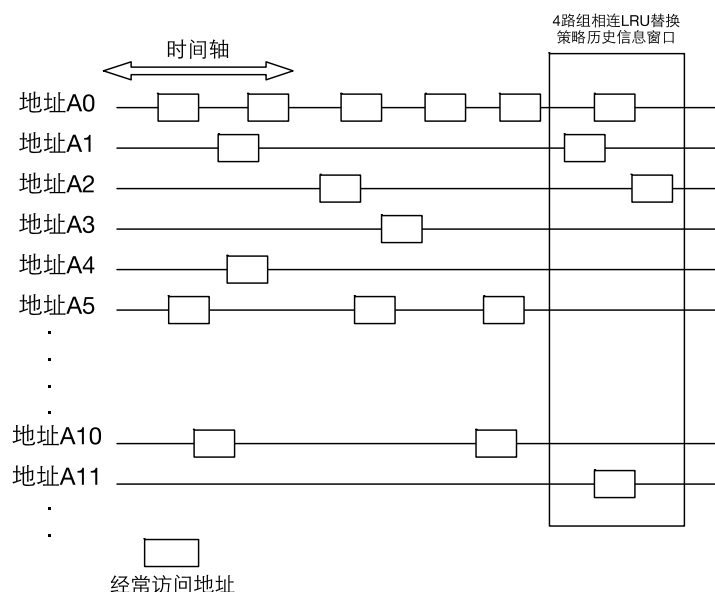 4路组相连LRU替换
策略历史信息窗口
时间轴
地址A0
地址A1
地址A2
地址A3
地址A4
地址A5
地址A10
地址A11
经常访问地址